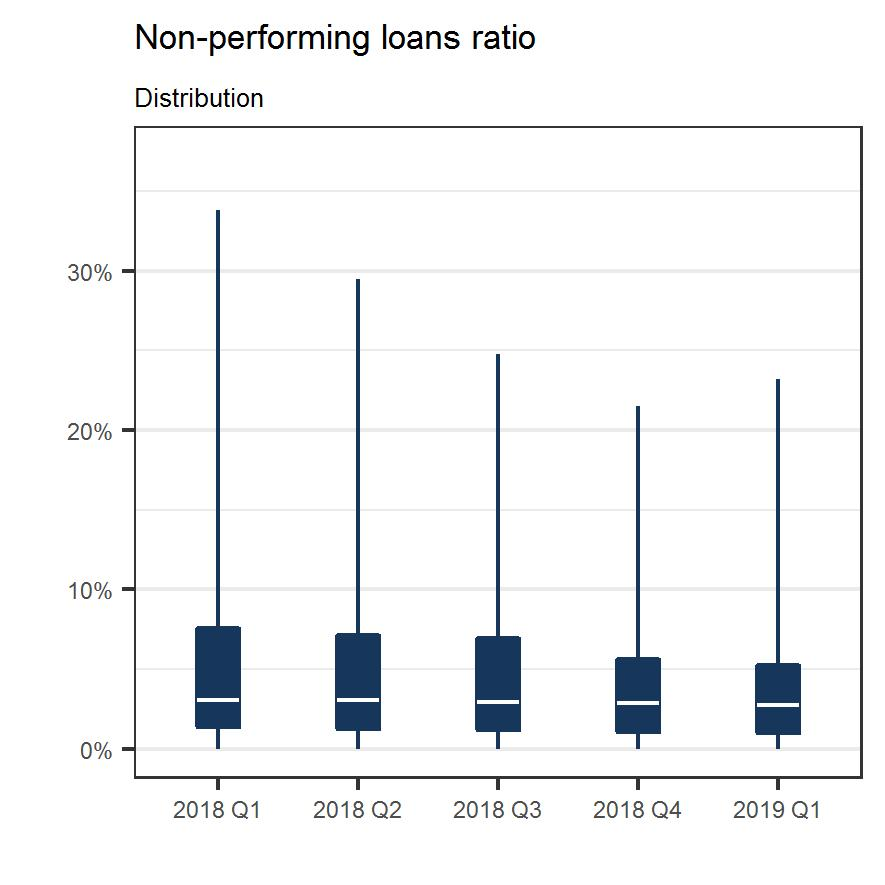 Non-performing loans ratio
Distribution
30%
20%
10%
0%
2018 Q1 2018 Q2 2018 Q3 2018 Q4 2019 Q1